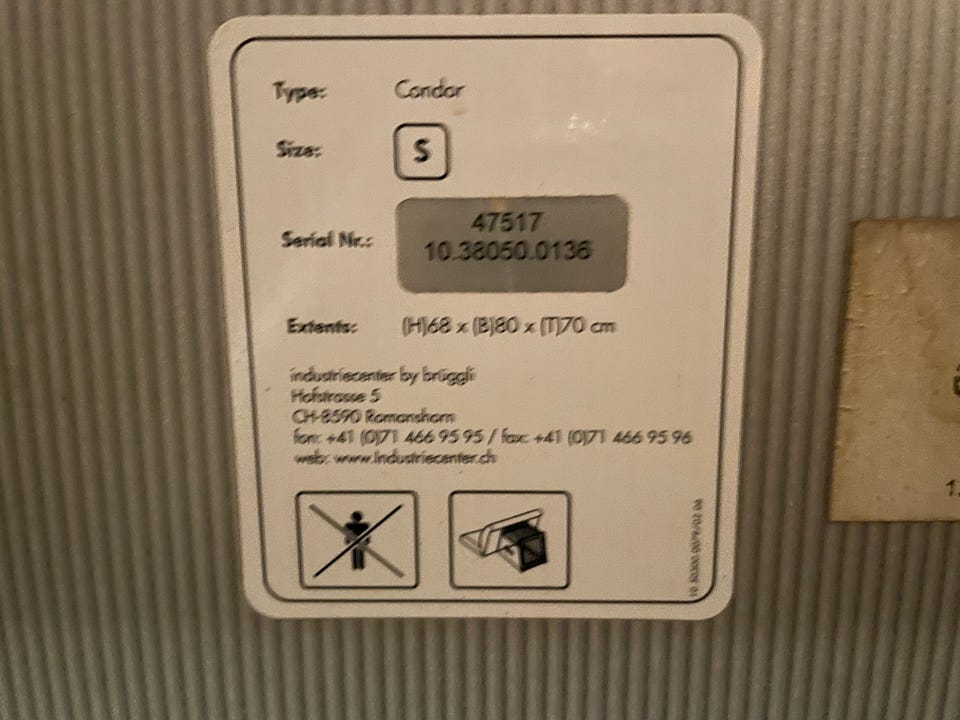 Type: Condor
Size: S
Serial Nr.: 47517
10.38050.0136
Extents: (H)68 x (B)80 x (T)70 cm
industriecenter by brüggli
Hofstrasse 5
CH-8590 Romanshorn
fon: +41 (0)71 466 95 95 / fax: +41 (0)71 466 95 96
web: www.industriecenter.ch